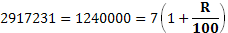 2917231 = 1240000 = 7(1 + R/100)